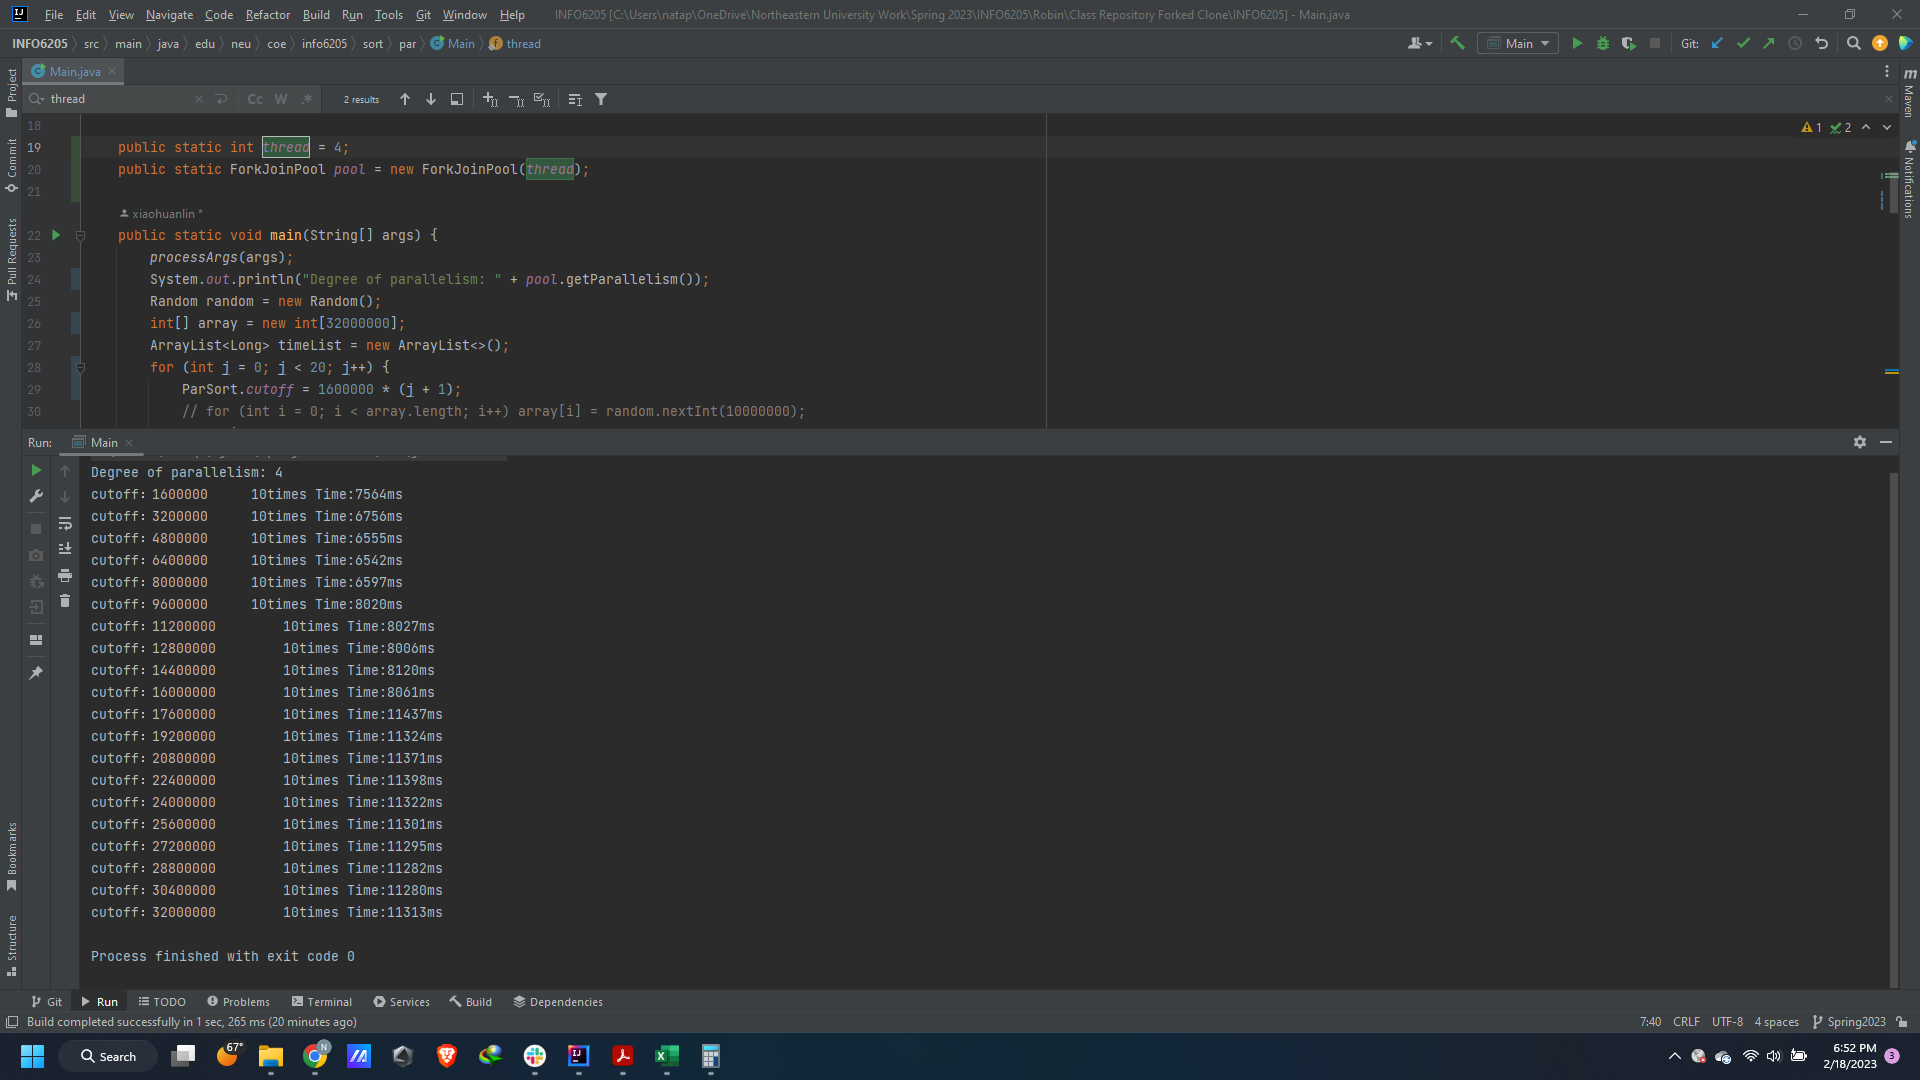 File Edit View Navigate Code Refactor Build Run Tools Git Window Help INFO6205 [C:\Users\natap\OneDrive\Northeastern University Work\Spring 2023\INFO6205\Robin\Class Repository Forked Clone\INFO6205] - Main.java
INFO6205 src main java edu neu coe info6205 sort par Main thread Main Git:
Main.java
thread Cc W .* 2 results
18
19 public static int thread = 4; 1 2
20 public static ForkJoinPool pool = new ForkJoinPool(thread);
21
xiaohuanlin *
22 public static void main(String[] args) {
23 processArgs(args);
24 System.out.println("Degree of parallelism: " + pool.getParallelism());
25 Random random = new Random();
26 int[] array = new int[32000000];
27 ArrayList<Long> timeList = new ArrayList<>();
28 for (int j = 0; j < 20; j++) {
29 ParSort.cutoff = 1600000 * (j + 1);
30 // for (int i = 0; i < array.length; i++) array[i] = random.nextInt(10000000);
Project
Commit
Pull Requests
Bookmarks
Structure
m
Maven
Notifications
Run: Main
Degree of parallelism: 4
cutoff：1600000 10times Time:7564ms
cutoff：3200000 10times Time:6756ms
cutoff：4800000 10times Time:6555ms
cutoff：6400000 10times Time:6542ms
cutoff：8000000 10times Time:6597ms
cutoff：9600000 10times Time:8020ms
cutoff：11200000 10times Time:8027ms
cutoff：12800000 10times Time:8006ms
cutoff：14400000 10times Time:8120ms
cutoff：16000000 10times Time:8061ms
cutoff：17600000 10times Time:11437ms
cutoff：19200000 10times Time:11324ms
cutoff：20800000 10times Time:11371ms
cutoff：22400000 10times Time:11398ms
cutoff：24000000 10times Time:11322ms
cutoff：25600000 10times Time:11301ms
cutoff：27200000 10times Time:11295ms
cutoff：28800000 10times Time:11282ms
cutoff：30400000 10times Time:11280ms
cutoff：32000000 10times Time:11313ms
Process finished with exit code 0
Git Run TODO Problems Terminal Services Build Dependencies
Build completed successfully in 1 sec, 265 ms (20 minutes ago) 7:40 CRLF UTF-8 4 spaces Spring2023
Search 67° N 6:52 PM
2/18/2023 3